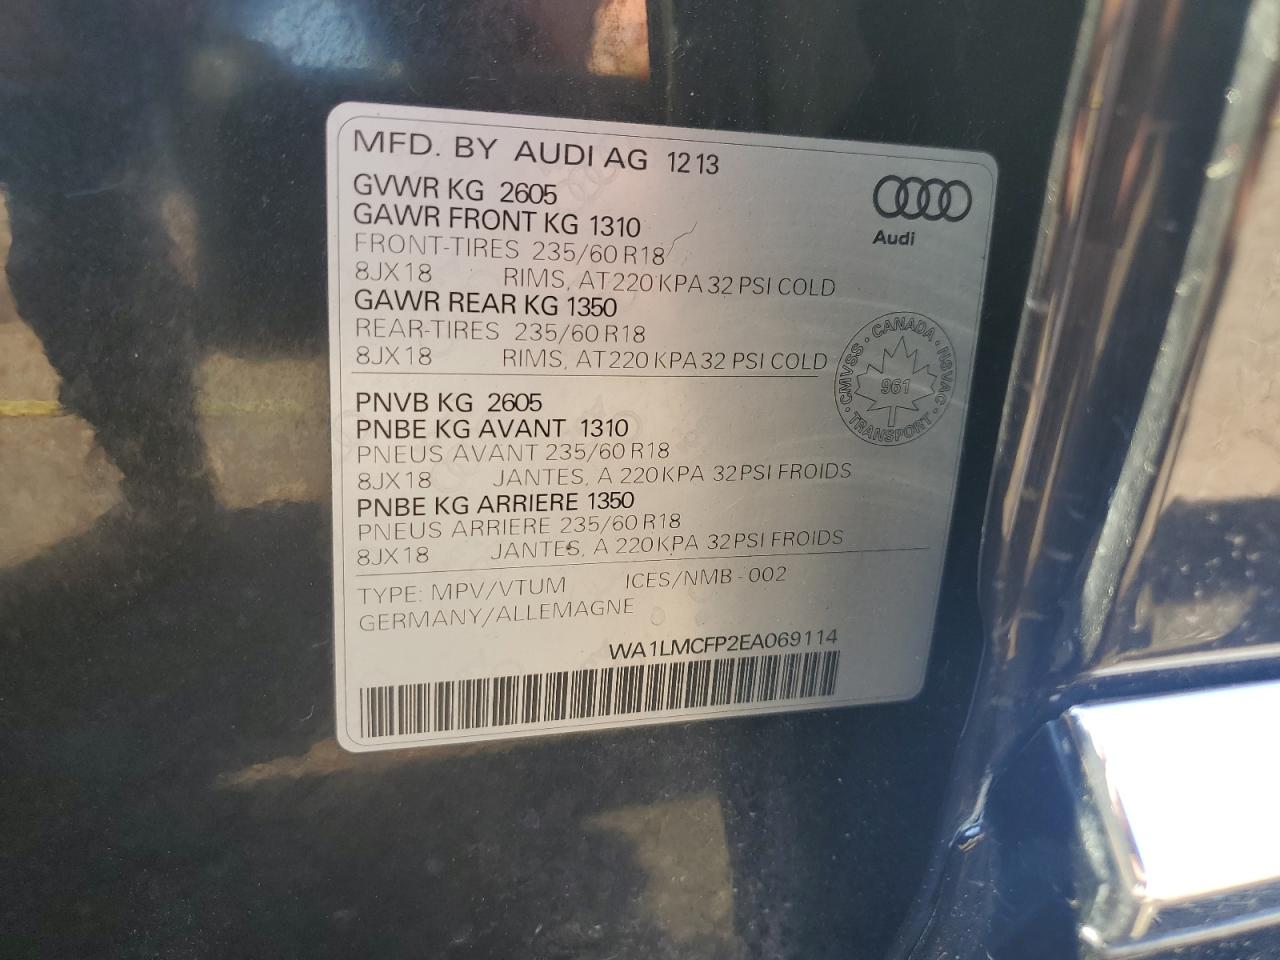 MFD. BY AUDI AG 12 13
GVWR KG 2605
GAWR FRONT KG 1310
FRONT-TIRES 235/60 R18
8JX18 RIMS, AT 220 KPA 32 PSI COLD
GAWR REAR KG 1350
REAR-TIRES 235/60 R18
8JX18 RIMS, AT 220 KPA 32 PSI COLD
Audi
CMVSS · CANADA · NSVAC · TRANSPORT ·
961
PNVB KG 2605
PNBE KG AVANT 1310
PNEUS AVANT 235/60 R18
8JX18 JANTES, A 220 KPA 32 PSI FROIDS
PNBE KG ARRIERE 1350
PNEUS ARRIERE 235/60 R18
8JX18 JANTES, A 220 KPA 32 PSI FROIDS
TYPE: MPV/VTUM ICES/NMB - 002
GERMANY/ALLEMAGNE
WA1LMCFP2EA069114